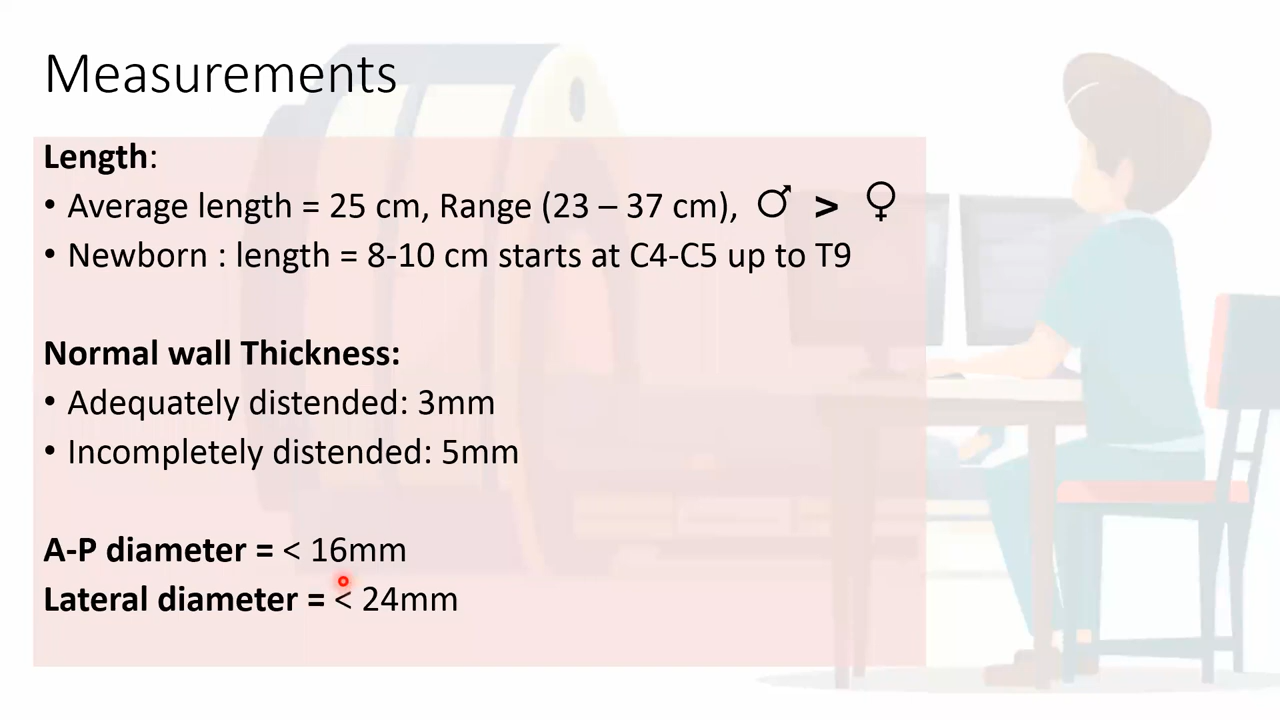 Measurements
Length:
• Average length = 25 cm, Range (23 – 37 cm), ♂ > ♀
• Newborn : length = 8-10 cm starts at C4-C5 up to T9
Normal wall Thickness:
• Adequately distended: 3mm
• Incompletely distended: 5mm
A-P diameter = < 16mm
Lateral diameter = < 24mm